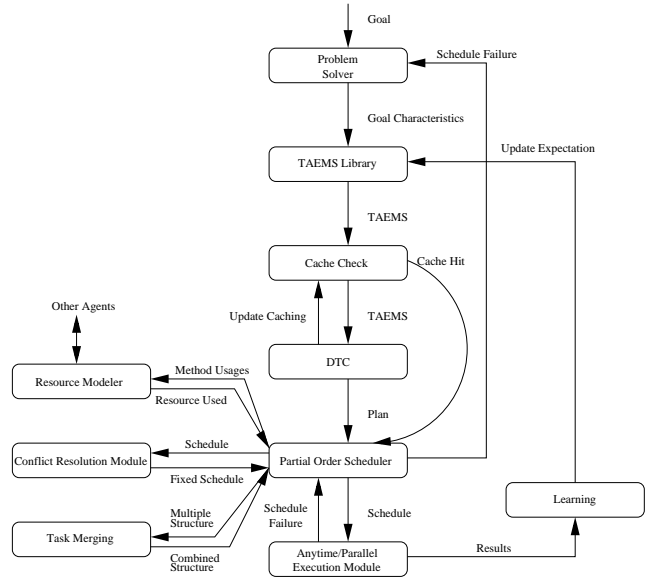 Goal
Problem
Solver
Schedule Failure
Goal Characteristics
TAEMS Library
Update Expectation
TAEMS
Cache Check
Cache Hit
Other Agents
Update Caching
TAEMS
DTC
Resource Modeler
Method Usages
Resource Used
Plan
Schedule
Conflict Resolution Module
Partial Order Scheduler
Fixed Schedule
Multiple
Structure
Schedule
Failure
Schedule
Learning
Task Merging
Combined
Structure
Anytime/Parallel
Execution Module
Results